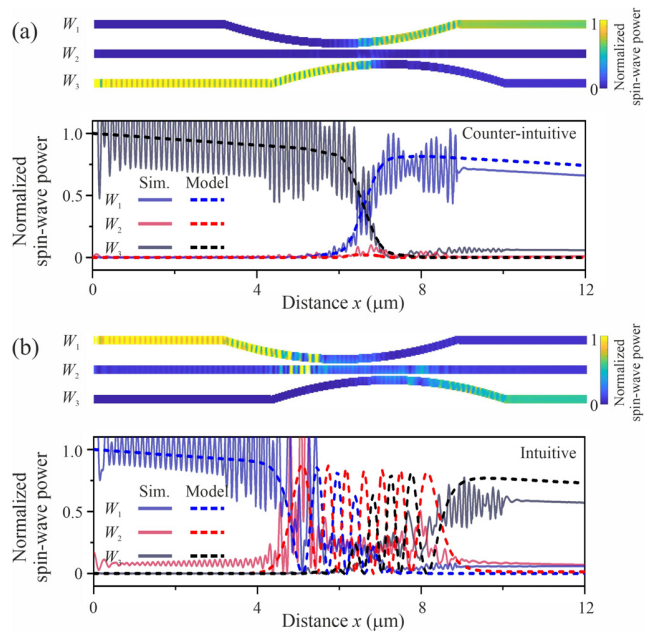 (a)
W1
W2
W3
1
0
Normalized
spin-wave power
Counter-intuitive
Sim. Model
W1
W2
W3
1.0
0.5
0
Normalized
spin-wave power
0 4 8 12
Distance x (μm)
(b)
W1
W2
W3
1
0
Normalized
spin-wave power
Intuitive
Sim. Model
W1
W2
W3
1.0
0.5
0
Normalized
spin-wave power
0 4 8 12
Distance x (μm)